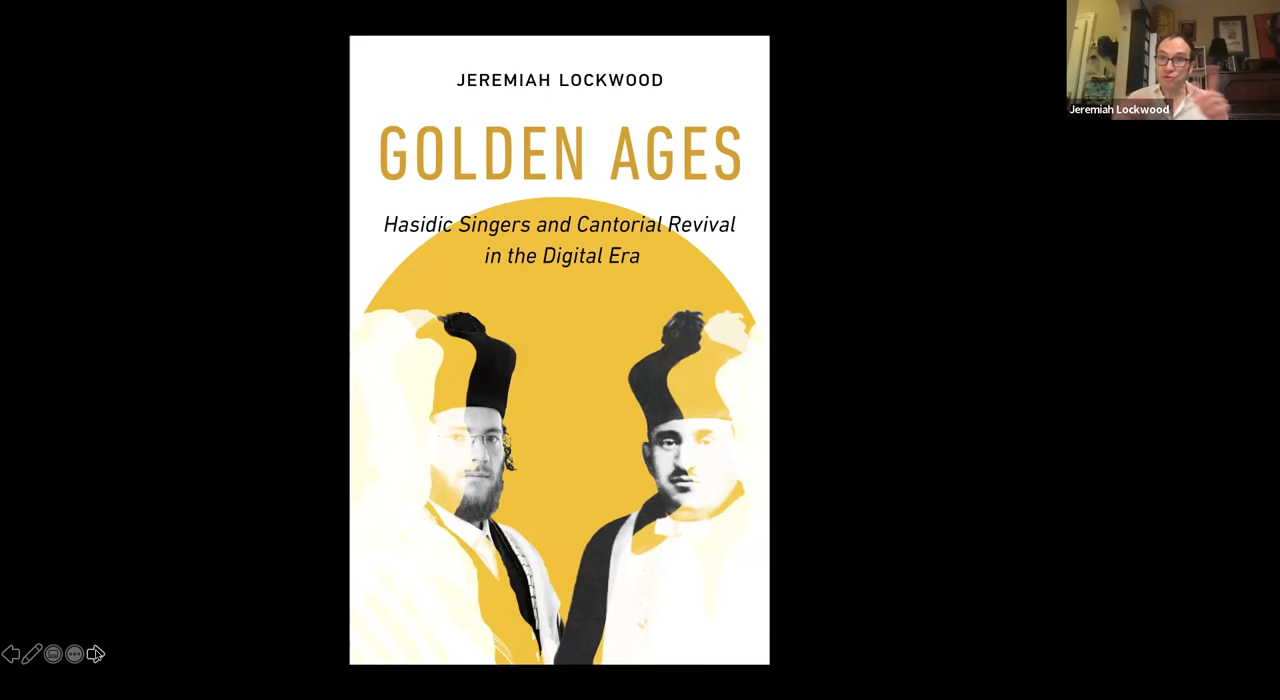 JEREMIAH LOCKWOOD
GOLDEN AGES
Hasidic Singers and Cantorial Revival
in the Digital Era
Jeremiah Lockwood